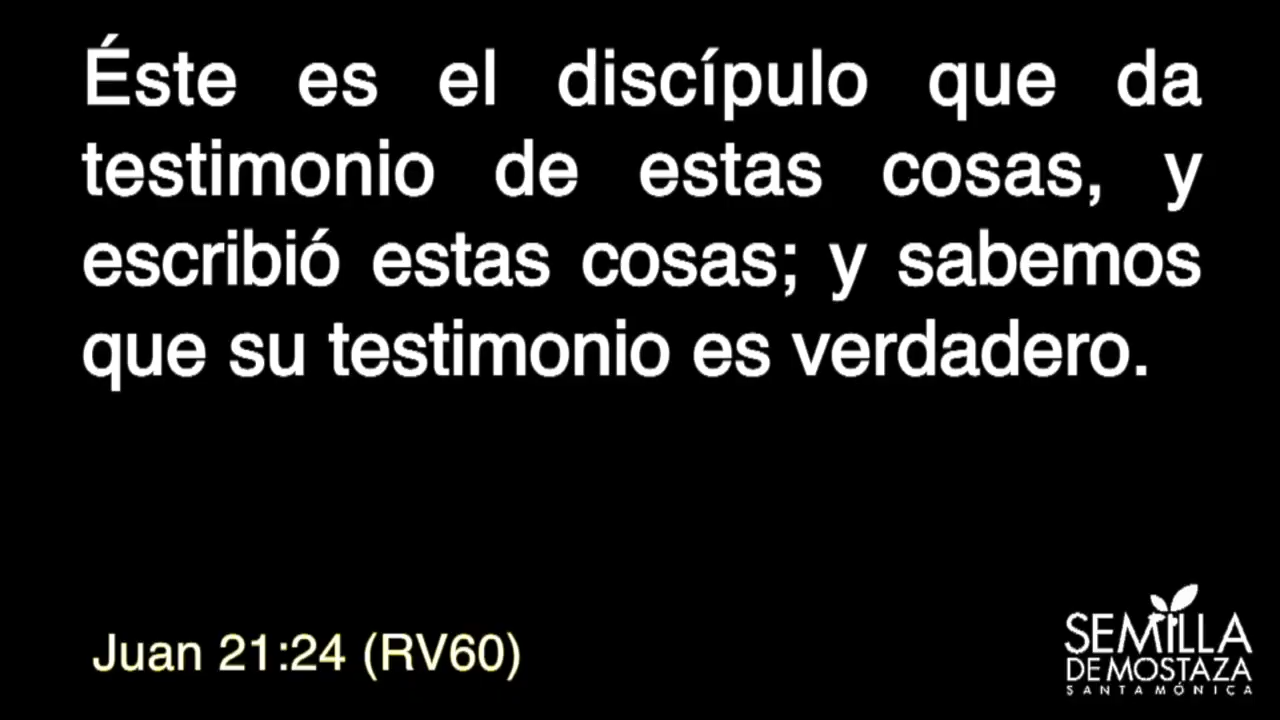 Éste es el discípulo que da
testimonio de estas cosas, y
escribió estas cosas; y sabemos
que su testimonio es verdadero.
Juan 21:24 (RV60)
SEMILLA
DE MOSTAZA
SANTA MÓNICA